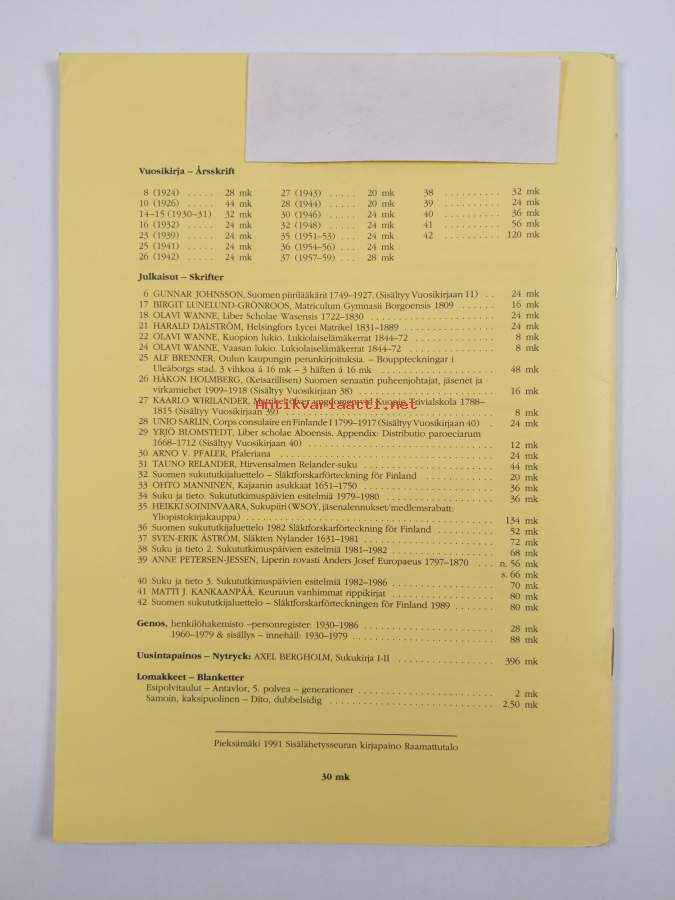 Vuosikirja – Årsskrift
8 (1924) ..... 28 mk 27 (1943) ..... 20 mk 38 .......... 32 mk
10 (1926) ..... 44 mk 28 (1944) ..... 20 mk 39 .......... 24 mk
14–15 (1930–31) 32 mk 30 (1946) ..... 24 mk 40 .......... 36 mk
16 (1932) ..... 24 mk 32 (1948) ..... 24 mk 41 .......... 56 mk
23 (1939) ..... 24 mk 35 (1951–53) ... 24 mk 42 .......... 120 mk
25 (1941) ..... 24 mk 36 (1954–56) ... 24 mk
26 (1942) ..... 24 mk 37 (1957–59) ... 28 mk
Julkaisut – Skrifter
6 GUNNAR JOHNSSON, Suomen piirilääkärit 1749–1927. (Sisältyy Vuosikirjaan 11) .. 24 mk
17 BIRGIT LUNELUND-GRÖNROOS, Matriculum Gymnasii Borgoensis 1809 ...... 16 mk
18 OLAVI WANNE, Liber Scholae Wasensis 1722–1830 ...... 24 mk
21 HARALD DALSTRÖM, Helsingfors Lycei Matrikel 1831–1889 ...... 24 mk
22 OLAVI WANNE, Kuopion lukio. Lukiolaiselämäkerrat 1844–72 ...... 8 mk
24 OLAVI WANNE, Vaasan lukio. Lukiolaiselämäkerrat 1844–72 ...... 8 mk
25 ALF BRENNER, Oulun kaupungin perunkirjoituksia. – Bouppteckningar i
Uleåborgs stad. 3 vihkoa á 16 mk – 3 häften å 16 mk ...... 48 mk
26 HÅKON HOLMBERG, (Keisarillisen) Suomen senaatin puheenjohtajat, jäsenet ja
virkamiehet 1909–1918 (Sisältyy Vuosikirjaan 38) ...... 16 mk
27 KAARLO WIRILANDER, Matrikel öfver ungdomen wid Kuopio Trivialskola 1788–
1815 (Sisältyy Vuosikirjaan 39) ...... 8 mk
Antikvariaatti.net
28 UNIO SARLIN, Corps consulaire en Finlande I 1799–1917 (Sisältyy Vuosikirjaan 40) . 24 mk
29 YRJÖ BLOMSTEDT, Liber scholae Aboensis. Appendix: Distributio paroeciarum
1668–1712 (Sisältyy Vuosikirjaan 40) ...... 12 mk
30 ARNO V. PFALER, Pfaleriana ...... 24 mk
31 TAUNO RELANDER, Hirvensalmen Relander-suku ...... 44 mk
32 Suomen sukututkijaluettelo – Släktforskarförteckning för Finland ...... 20 mk
33 OHTO MANNINEN, Kajaanin asukkaat 1651–1750 ...... 36 mk
34 Suku ja tieto. Sukututkimuspäivien esitelmiä 1979–1980 ...... 36 mk
35 HEIKKI SOININVAARA, Sukupiiri (WSOY, jäsenalennukset/medlemsrabatt:
Yliopistokirjakauppa) ...... 134 mk
36 Suomen sukututkijaluettelo 1982 Släktforskarförteckning för Finland ...... 52 mk
37 SVEN-ERIK ÅSTRÖM, Släkten Nylander 1631–1981 ...... 72 mk
38 Suku ja tieto 2. Sukututkimuspäivien esitelmiä 1981–1982 ...... 68 mk
39 ANNE PETERSEN-JESSEN, Liperin rovasti Anders Josef Europaeus 1797–1870 ...... n. 56 mk
s. 66 mk
40 Suku ja tieto 3. Sukututkimuspäivien esitelmiä 1982–1986 ...... 70 mk
41 MATTI J. KANKAANPÄÄ, Keuruun vanhimmat rippikirjat ...... 80 mk
42 Suomen sukututkijaluettelo – Släktforskarförteckningen för Finland 1989 ...... 80 mk
Genos, henkilöhakemisto –personregister: 1930–1986 ...... 28 mk
1960–1979 & sisällys – innehåll: 1930–1979 ...... 88 mk
Uusintapainos – Nytryck: AXEL BERGHOLM, Sukukirja I-II ...... 396 mk
Lomakkeet – Blanketter
Esipolvitaulut – Antavlor, 5. polvea – generationer ...... 2 mk
Samoin, kaksipuolinen – Dito, dubbelsidig ...... 2.50 mk
Pieksämäki 1991 Sisälähetysseuran kirjapaino Raamattutalo
30 mk